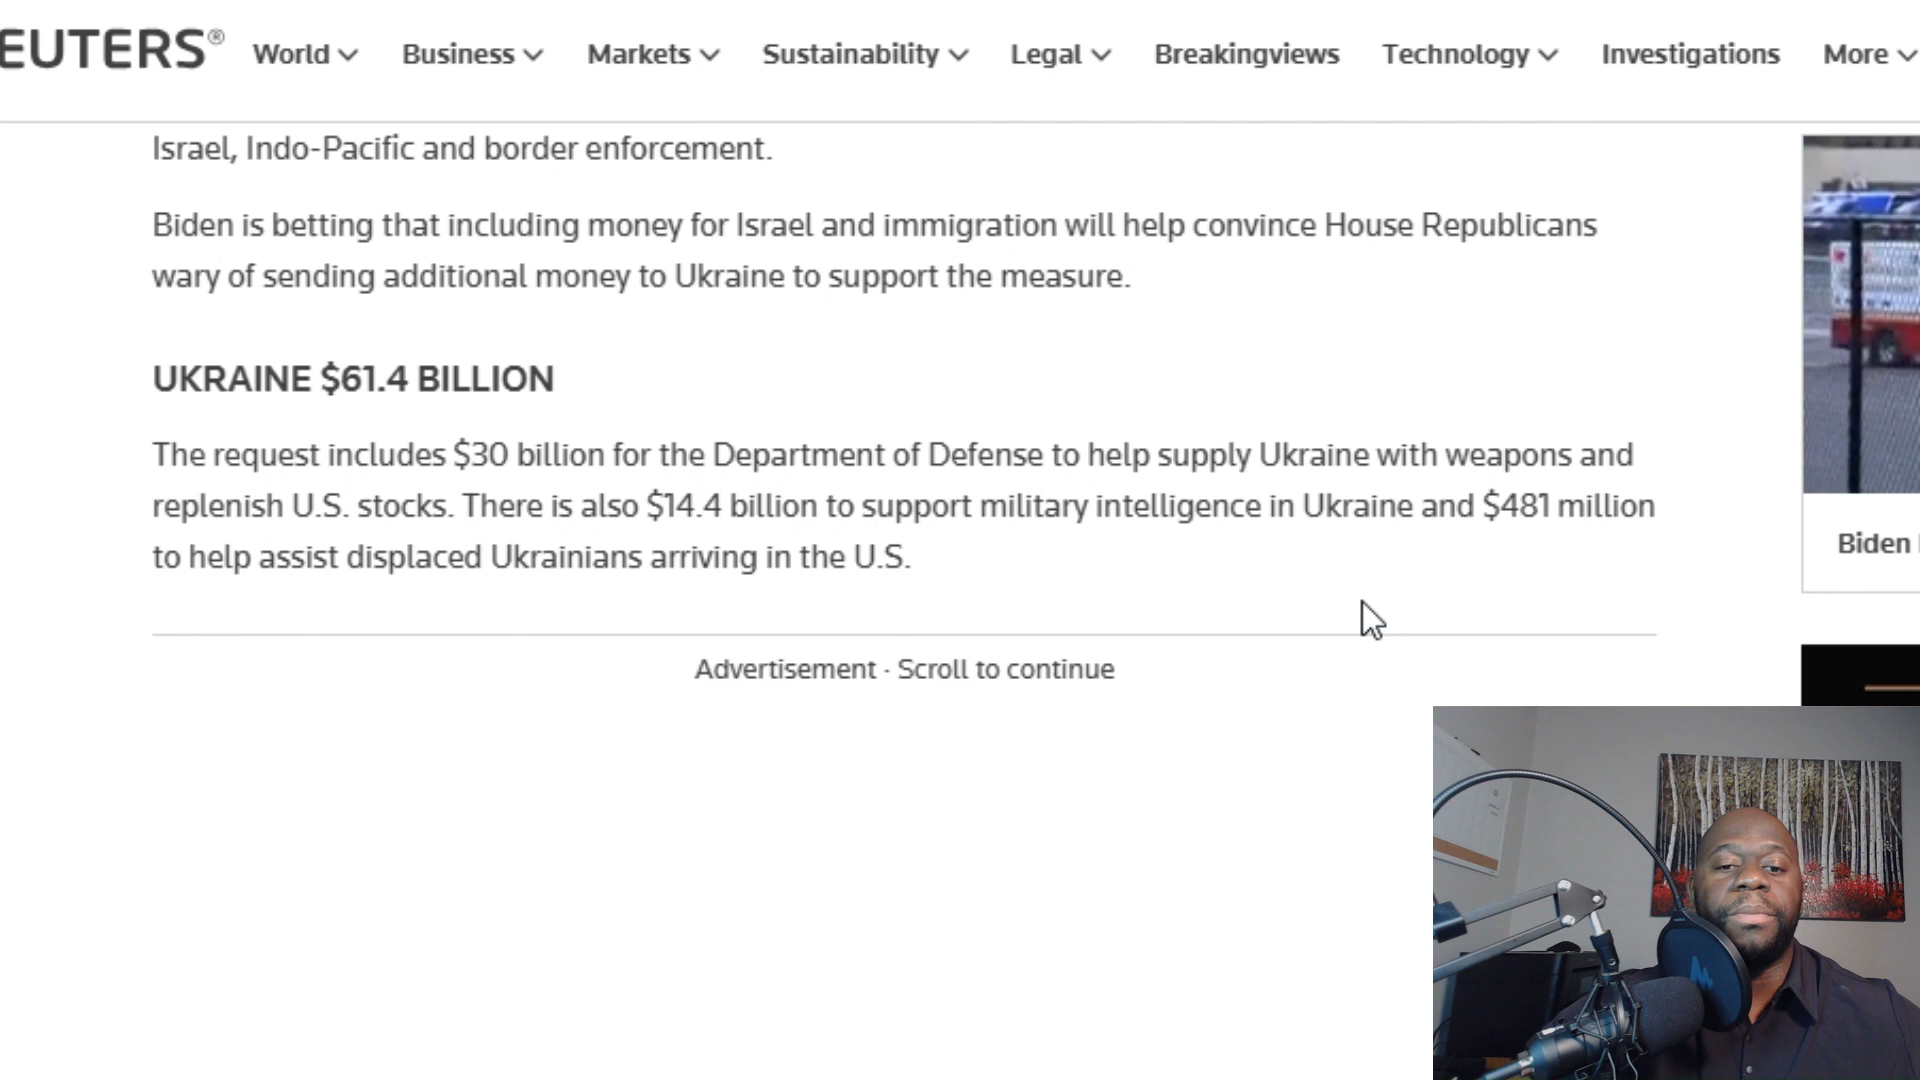 EUTERS®
World Business Markets Sustainability Legal Breakingviews Technology Investigations More
Israel, Indo-Pacific and border enforcement.
Biden is betting that including money for Israel and immigration will help convince House Republicans
wary of sending additional money to Ukraine to support the measure.
UKRAINE $61.4 BILLION
The request includes $30 billion for the Department of Defense to help supply Ukraine with weapons and
replenish U.S. stocks. There is also $14.4 billion to support military intelligence in Ukraine and $481 million
to help assist displaced Ukrainians arriving in the U.S.
Biden
Advertisement · Scroll to continue